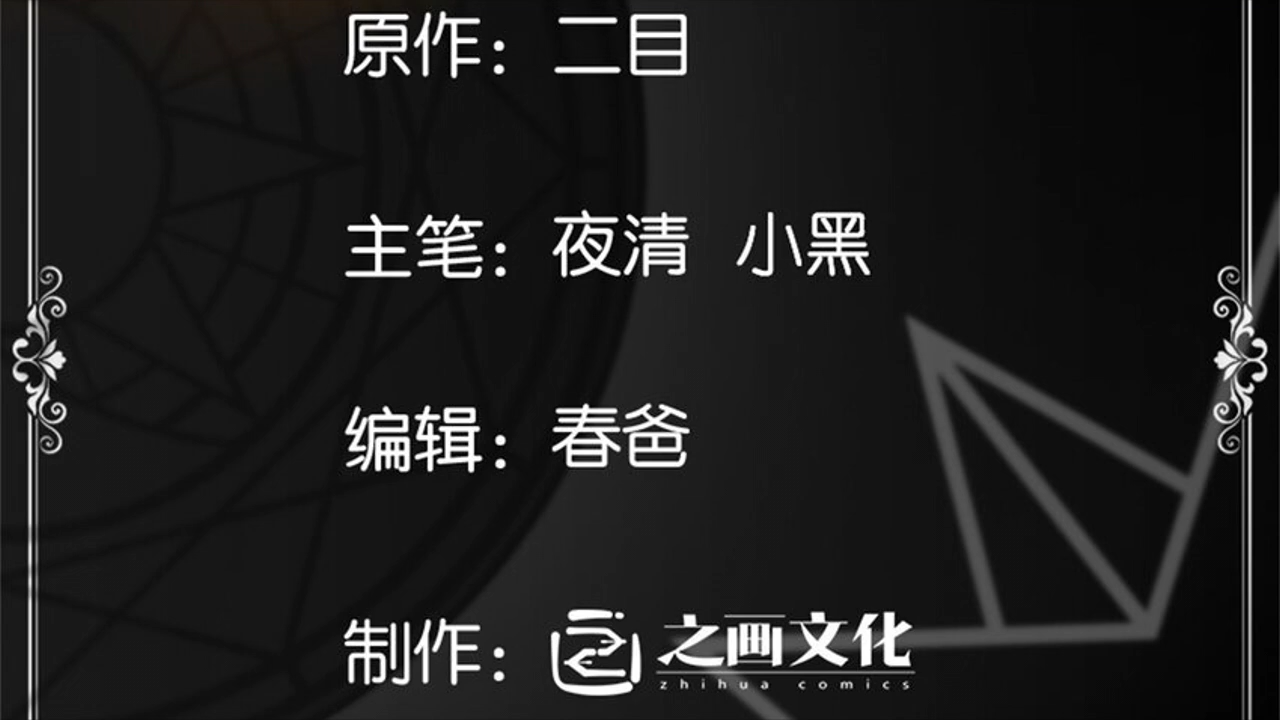 原作：二目
主笔：夜清 小黑
编辑：春爸
制作：之画文化
zhihua comics